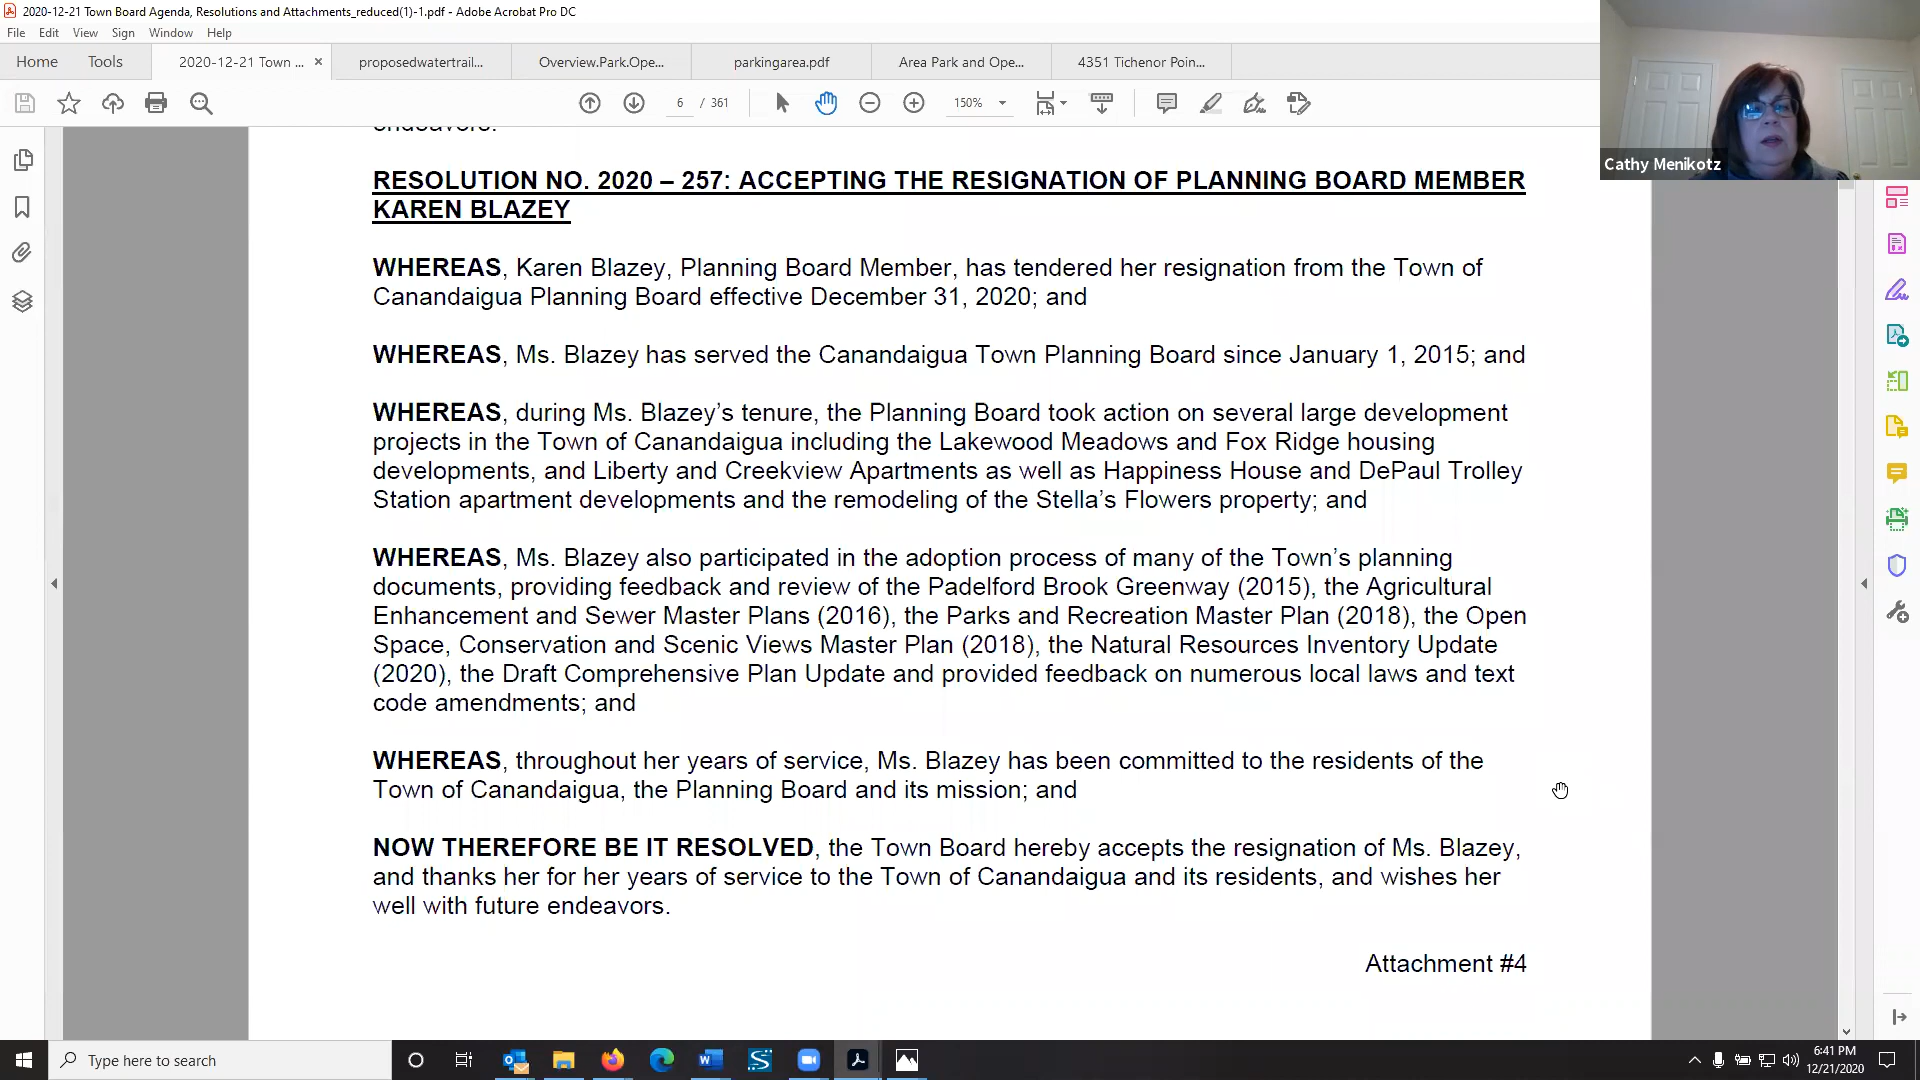 2020-12-21 Town Board Agenda, Resolutions and Attachments_reduced(1)-1.pdf - Adobe Acrobat Pro DC
File Edit View Sign Window Help
Home Tools 2020-12-21 Town ... × proposedwatertrail... Overview.Park.Ope... parkingarea.pdf Area Park and Ope... 4351 Tichenor Poin...
6 / 361 150%
Cathy Menikotz
endeavors.
RESOLUTION NO. 2020 – 257: ACCEPTING THE RESIGNATION OF PLANNING BOARD MEMBER
KAREN BLAZEY
WHEREAS, Karen Blazey, Planning Board Member, has tendered her resignation from the Town of
Canandaigua Planning Board effective December 31, 2020; and
WHEREAS, Ms. Blazey has served the Canandaigua Town Planning Board since January 1, 2015; and
WHEREAS, during Ms. Blazey’s tenure, the Planning Board took action on several large development
projects in the Town of Canandaigua including the Lakewood Meadows and Fox Ridge housing
developments, and Liberty and Creekview Apartments as well as Happiness House and DePaul Trolley
Station apartment developments and the remodeling of the Stella’s Flowers property; and
WHEREAS, Ms. Blazey also participated in the adoption process of many of the Town’s planning
documents, providing feedback and review of the Padelford Brook Greenway (2015), the Agricultural
Enhancement and Sewer Master Plans (2016), the Parks and Recreation Master Plan (2018), the Open
Space, Conservation and Scenic Views Master Plan (2018), the Natural Resources Inventory Update
(2020), the Draft Comprehensive Plan Update and provided feedback on numerous local laws and text
code amendments; and
WHEREAS, throughout her years of service, Ms. Blazey has been committed to the residents of the
Town of Canandaigua, the Planning Board and its mission; and
NOW THEREFORE BE IT RESOLVED, the Town Board hereby accepts the resignation of Ms. Blazey,
and thanks her for her years of service to the Town of Canandaigua and its residents, and wishes her
well with future endeavors.
Attachment #4
Type here to search
6:41 PM
12/21/2020